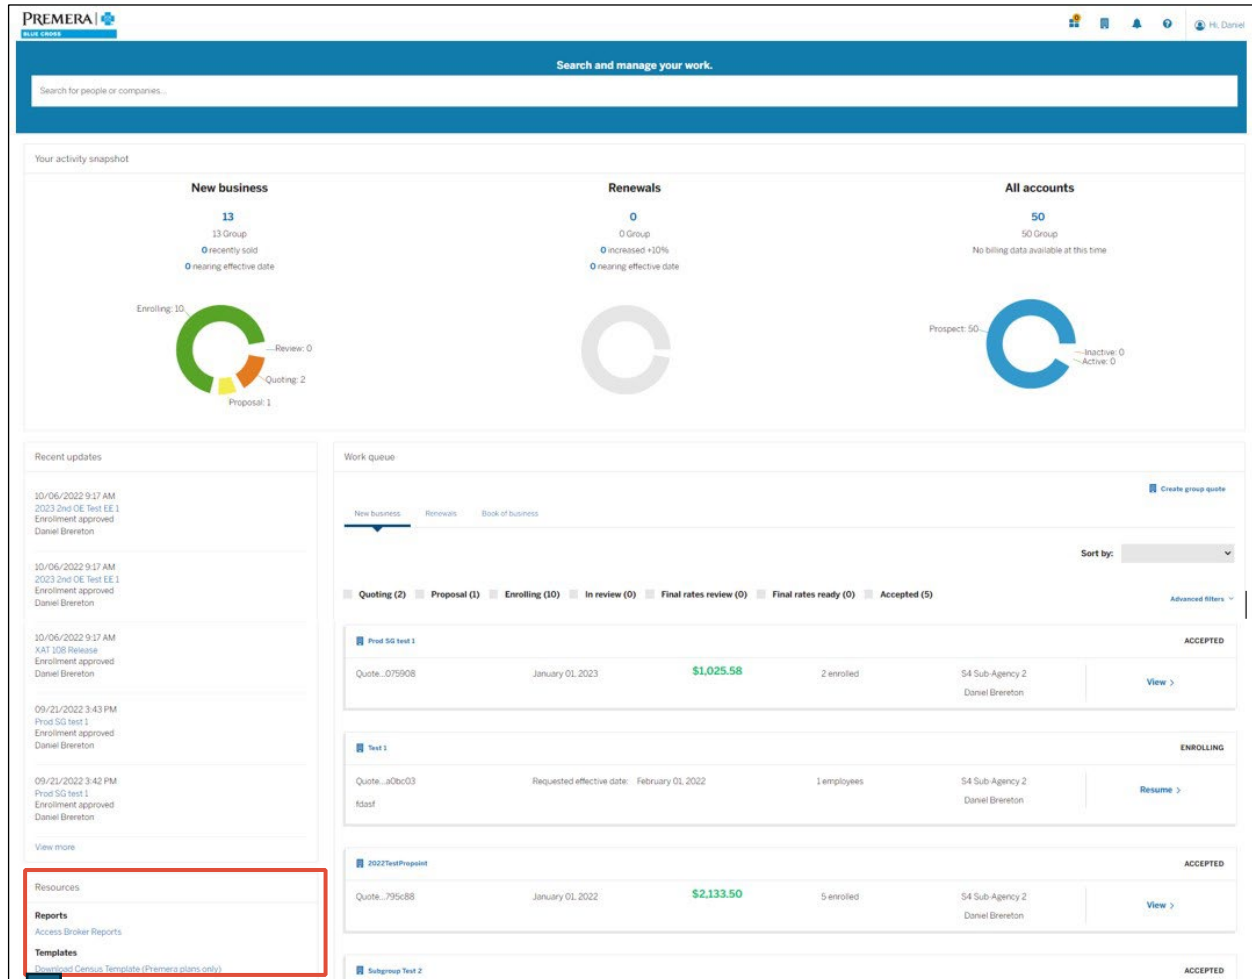 PREMERA
BLUE CROSS
0
Hi, Daniel
Search and manage your work.
Search for people or companies...
Your activity snapshot
New business
13
13 Group
0 recently sold
0 nearing effective date
Enrolling: 10
Review: 0
Quoting: 2
Proposal: 1
Renewals
0
0 Group
0 increased +10%
0 nearing effective date
All accounts
50
50 Group
No billing data available at this time
Prospect: 50
Inactive: 0
Active: 0
Recent updates
10/06/2022 9:17 AM
2023 2nd OE Test EE 1
Enrollment approved
Daniel Brereton
10/06/2022 9:17 AM
2023 2nd OE Test EE 1
Enrollment approved
Daniel Brereton
10/06/2022 9:17 AM
XAT 108 Release
Enrollment approved
Daniel Brereton
09/21/2022 3:43 PM
Prod SG test 1
Enrollment approved
Daniel Brereton
09/21/2022 3:42 PM
Prod SG test 1
Enrollment approved
Daniel Brereton
View more
Resources
Reports
Access Broker Reports
Templates
Download Census Template (Premera plans only)
Work queue
Create group quote
New business Renewals Book of business
Sort by:
Quoting (2) Proposal (1) Enrolling (10) In review (0) Final rates review (0) Final rates ready (0) Accepted (5)
Advanced filters
Prod SG test 1 ACCEPTED
Quote...075908 January 01, 2023 $1,025.58 2 enrolled S4 Sub-Agency 2
Daniel Brereton
View >
Test 1 ENROLLING
Quote...a0bc03 Requested effective date: February 01, 2022 1 employees S4 Sub-Agency 2
fdasf Daniel Brereton
Resume >
2022TestPropoint ACCEPTED
Quote...795c88 January 01, 2022 $2,133.50 5 enrolled S4 Sub-Agency 2
Daniel Brereton
View >
Subgroup Test 2 ACCEPTED